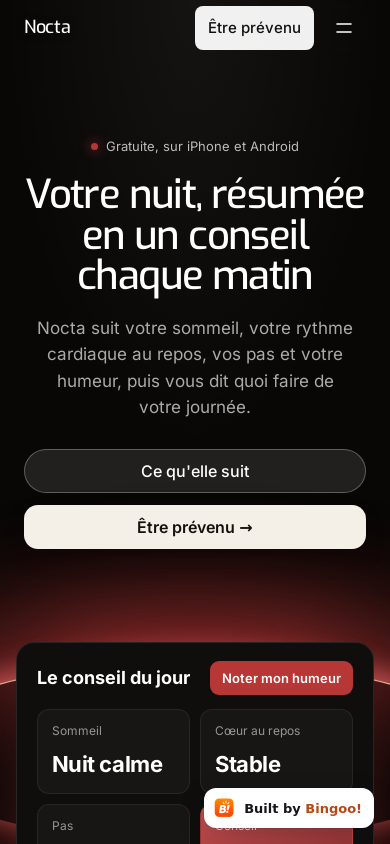 Nocta
Être prévenu
Gratuite, sur iPhone et Android
Votre nuit, résumée
en un conseil
chaque matin
Nocta suit votre sommeil, votre rythme
cardiaque au repos, vos pas et votre
humeur, puis vous dit quoi faire de
votre journée.
Ce qu'elle suit
Être prévenu →
Le conseil du jour
Noter mon humeur
Sommeil
Nuit calme
Cœur au repos
Stable
Pas
Conseil
B!
Built by Bingoo!